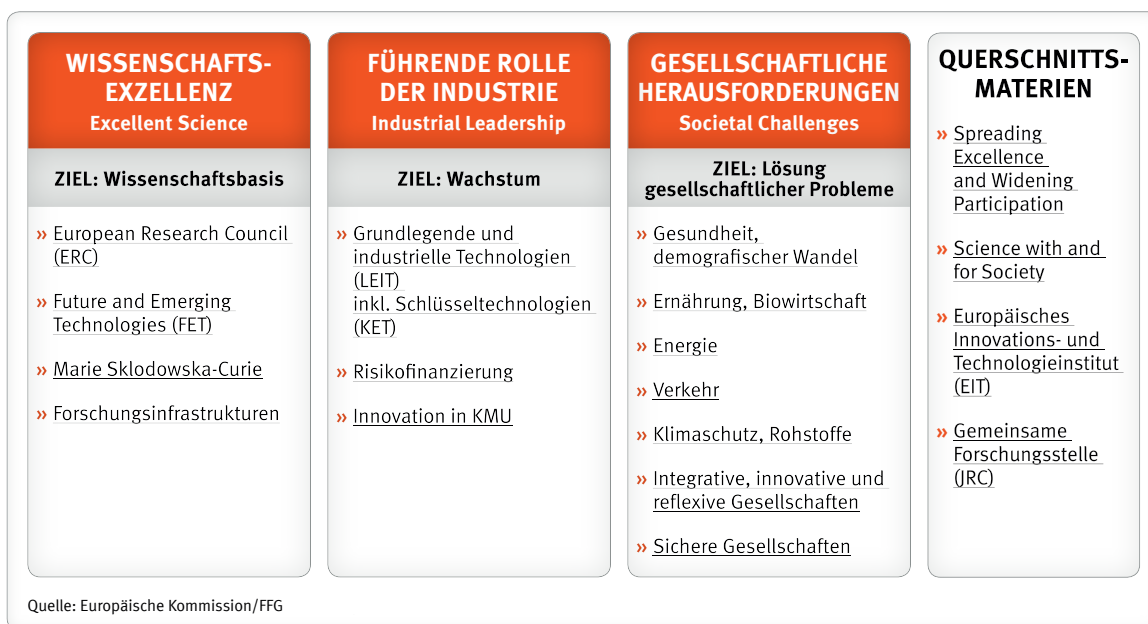 WISSENSCHAFTS-
EXZELLENZ
Excellent Science
ZIEL: Wissenschaftsbasis
» European Research Council
(ERC)
» Future and Emerging
Technologies (FET)
» Marie Sklodowska-Curie
» Forschungsinfrastrukturen
FÜHRENDE ROLLE
DER INDUSTRIE
Industrial Leadership
ZIEL: Wachstum
» Grundlegende und
industrielle Technologien
(LEIT)
inkl. Schlüsseltechnologien
(KET)
» Risikofinanzierung
» Innovation in KMU
GESELLSCHAFTLICHE
HERAUSFORDERUNGEN
Societal Challenges
ZIEL: Lösung
gesellschaftlicher Probleme
» Gesundheit,
demografischer Wandel
» Ernährung, Biowirtschaft
» Energie
» Verkehr
» Klimaschutz, Rohstoffe
» Integrative, innovative und
reflexive Gesellschaften
» Sichere Gesellschaften
QUERSCHNITTS-
MATERIEN
» Spreading
Excellence
and Widening
Participation
» Science with and
for Society
» Europäisches
Innovations- und
Technologieinstitut
(EIT)
» Gemeinsame
Forschungsstelle
(JRC)
Quelle: Europäische Kommission/FFG